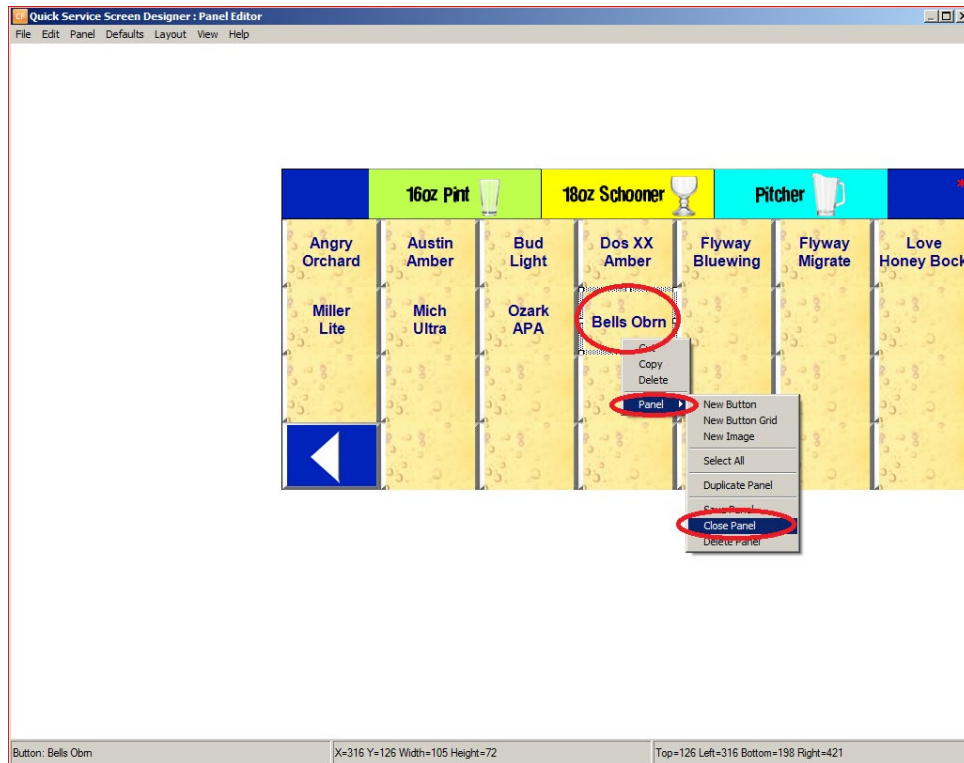 CF Quick Service Screen Designer : Panel Editor
File Edit Panel Defaults Layout View Help
16oz Pint 18oz Schooner Pitcher *
Angry Orchard
Austin Amber
Bud Light
Dos XX Amber
Flyway Bluewing
Flyway Migrate
Love Honey Bock
Miller Lite
Mich Ultra
Ozark APA
Bells Obrn
Cut
Copy
Delete
Panel
New Button
New Button Grid
New Image
Select All
Duplicate Panel
Save Panel
Close Panel
Delete Panel
Button: Bells Obrn X=316 Y=126 Width=105 Height=72 Top=126 Left=316 Bottom=198 Right=421